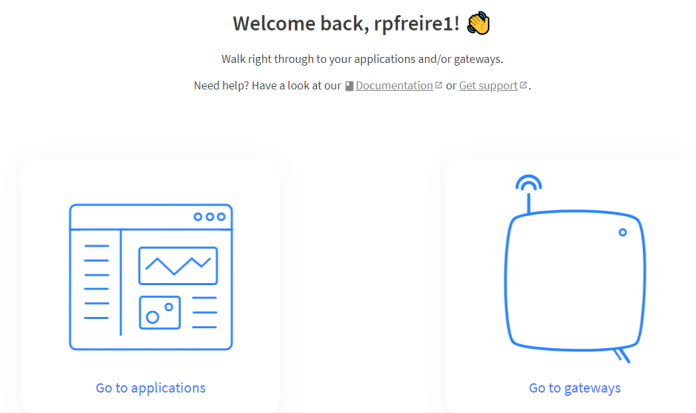 Welcome back, rpfreire1! 👋
Walk right through to your applications and/or gateways.
Need help? Have a look at our Documentation or Get support.
Go to applications
Go to gateways